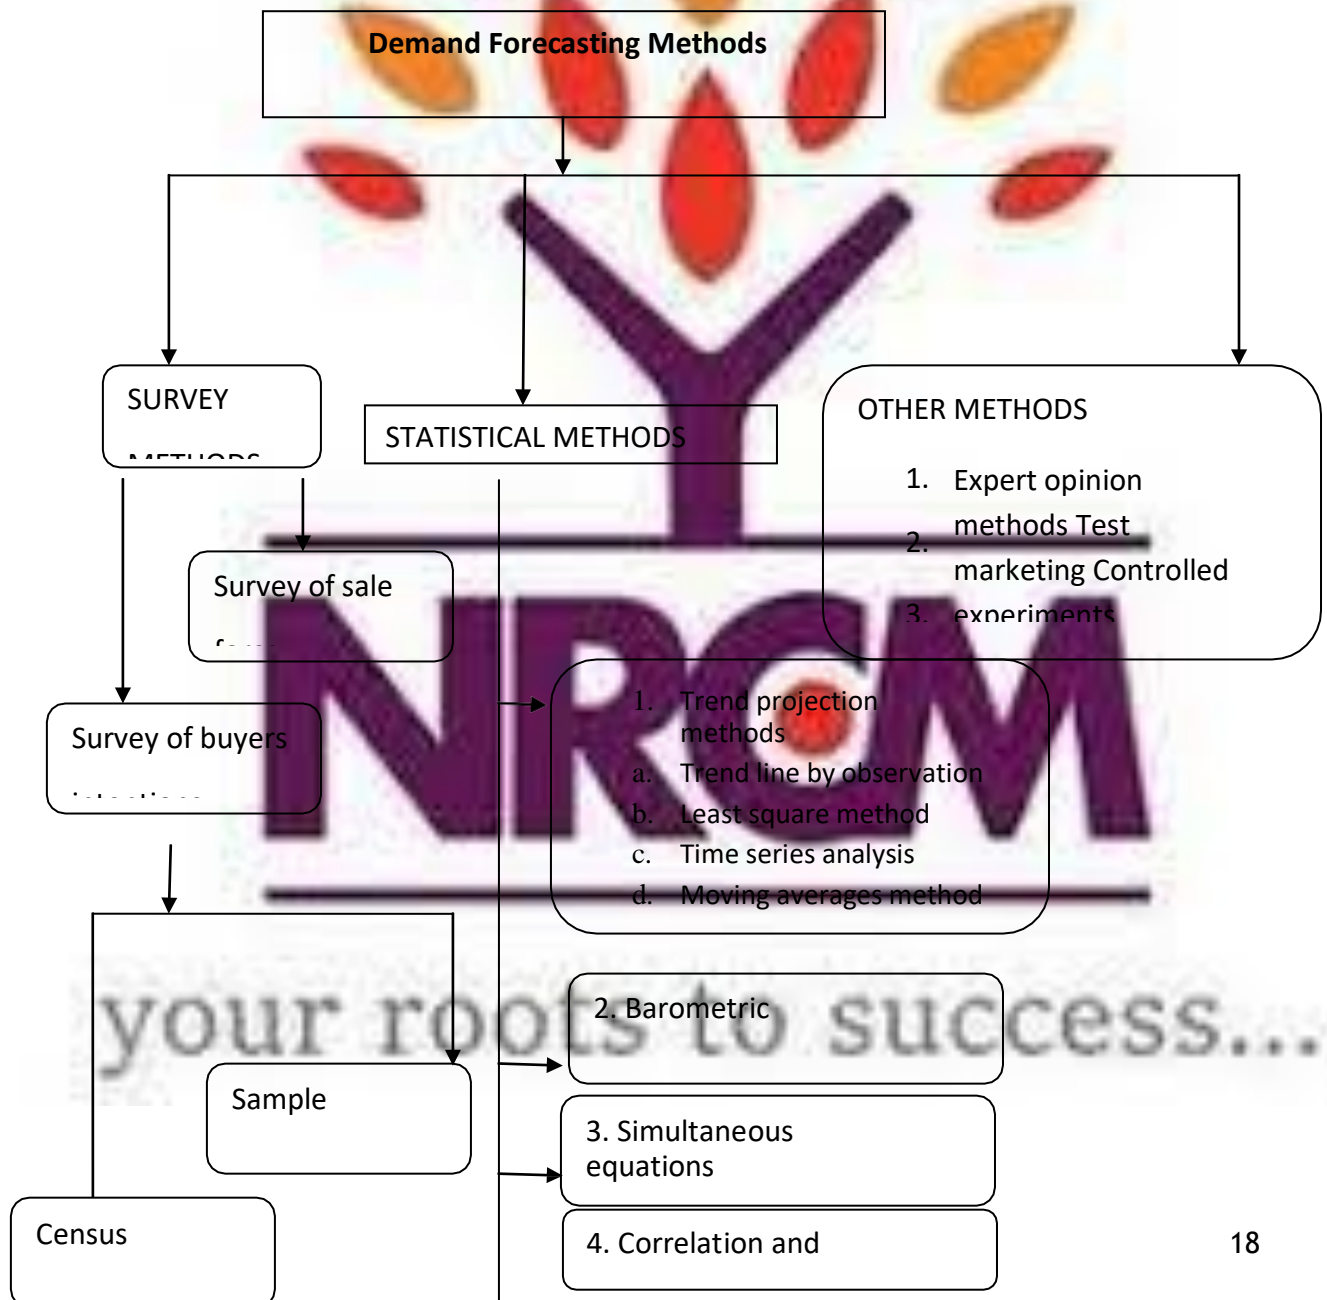 Demand Forecasting Methods
SURVEY
STATISTICAL METHODS
OTHER METHODS
1. Expert opinion
methods Test
2.
marketing Controlled
3. experiments
Survey of sale
Survey of buyers
NRCM
1. Trend projection
methods
a. Trend line by observation
b. Least square method
c. Time series analysis
d. Moving averages method
your roots to success...
2. Barometric
Sample
3. Simultaneous
equations
Census
4. Correlation and
18